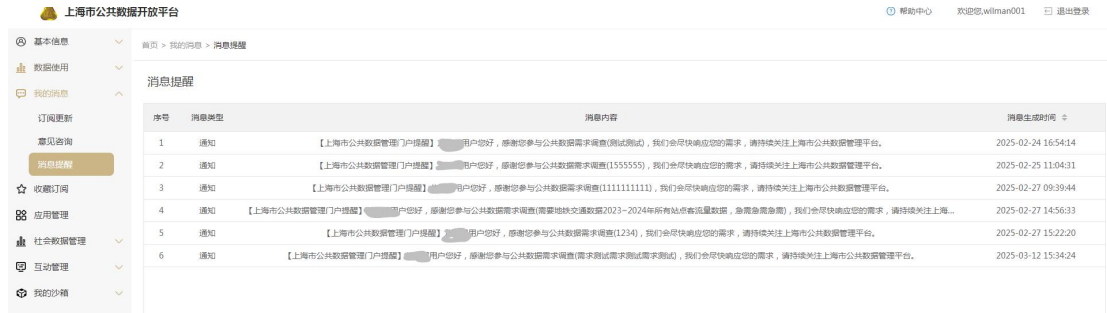 上海市公共数据开放平台
帮助中心 欢迎您,wilman001 退出登录
基本信息
数据使用
我的消息
订阅更新
意见咨询
消息提醒
收藏订阅
应用管理
社会数据管理
互动管理
我的沙箱
首页 > 我的消息 > 消息提醒
消息提醒
序号 消息类型 消息内容 消息生成时间
1 通知 【上海市公共数据管理门户提醒】 用户您好，感谢您参与公共数据需求调查(测试测试)，我们会尽快响应您的需求，请持续关注上海市公共数据管理平台。 2025-02-24 16:54:14
2 通知 【上海市公共数据管理门户提醒】 用户您好，感谢您参与公共数据需求调查(1555555)，我们会尽快响应您的需求，请持续关注上海市公共数据管理平台。 2025-02-25 11:04:31
3 通知 【上海市公共数据管理门户提醒】 用户您好，感谢您参与公共数据需求调查(1111111111)，我们会尽快响应您的需求，请持续关注上海市公共数据管理平台。 2025-02-27 09:39:44
4 通知 【上海市公共数据管理门户提醒】 户您好，感谢您参与公共数据需求调查(需要地铁交通数据2023~2024年所有站点客流量数据，急需急需急需)，我们会尽快响应您的需求，请持续关注上海... 2025-02-27 14:56:33
5 通知 【上海市公共数据管理门户提醒】 用户您好，感谢您参与公共数据需求调查(1234)，我们会尽快响应您的需求，请持续关注上海市公共数据管理平台。 2025-02-27 15:22:20
6 通知 【上海市公共数据管理门户提醒】 用户您好，感谢您参与公共数据需求调查(需求测试需求测试需求测试)，我们会尽快响应您的需求，请持续关注上海市公共数据管理平台。 2025-03-12 15:34:24